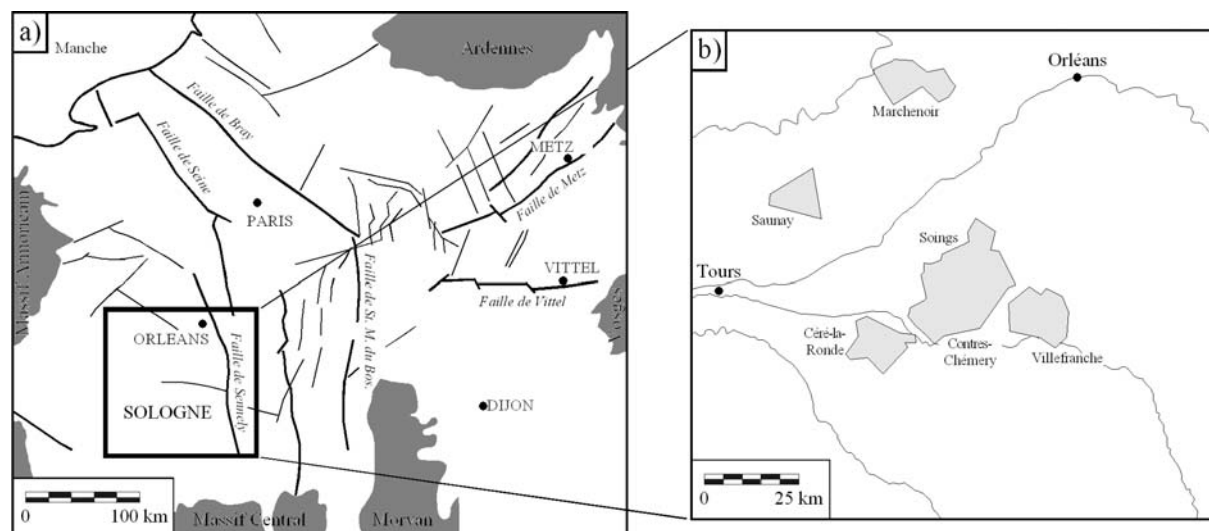 a)
Manche
Ardennes
Faille de Bray
Faille de Seine
METZ
Faille de Metz
PARIS
Massif Armoricain
VITTEL
Faille de Vittel
Vosges
Faille de St. M. du Bos.
ORLEANS
Faille de Sennely
SOLOGNE
DIJON
0
100 km
Massif Central
Morvan
b)
Orléans
Marchenoir
Saunay
Soings
Tours
Céré-la-
Ronde
Contres-
Chémery
Villefranche
0
25 km